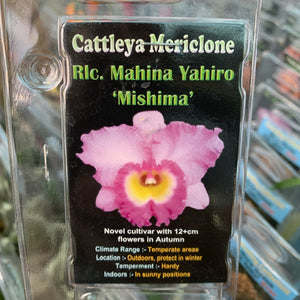 Cattleya Mericlone
Rlc. Mahina Yahiro
‘Mishima’
Novel cultivar with 12+cm
flowers in Autumn
Climate Range :- Temperate areas
Location :- Outdoors, protect in winter
Temperment :- Hardy
Indoors :- In sunny positions